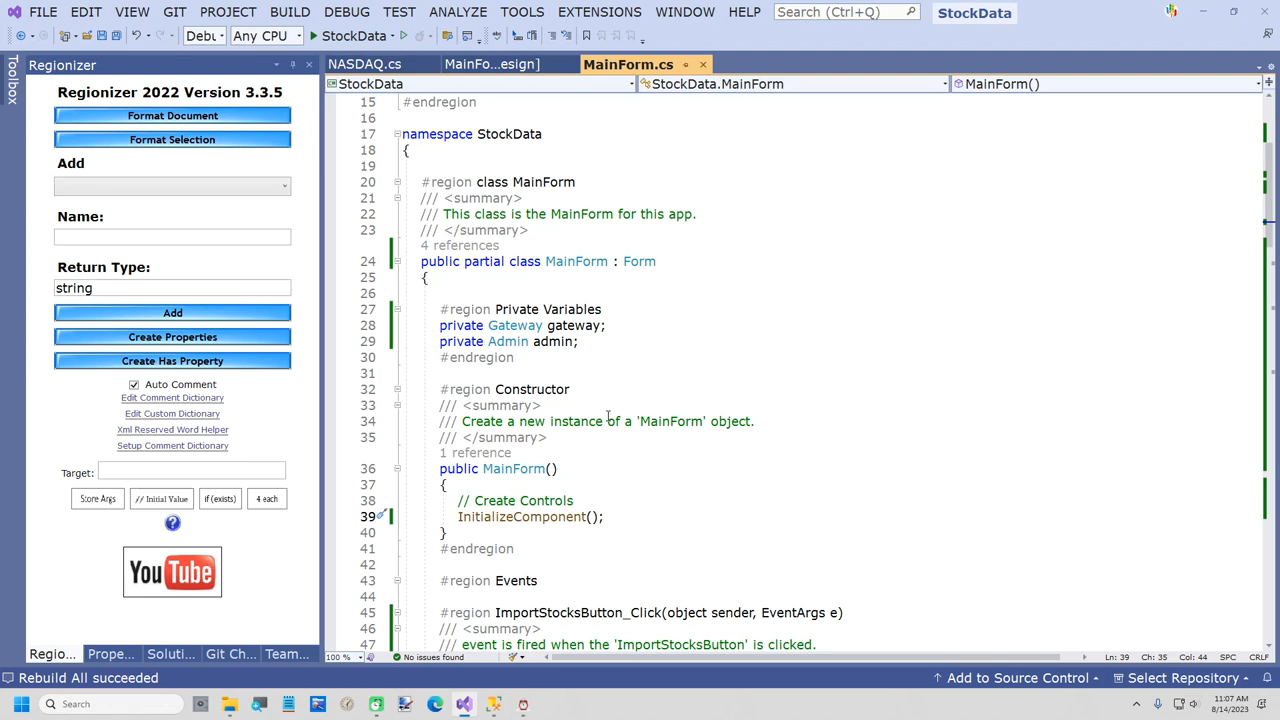 FILE EDIT VIEW GIT PROJECT BUILD DEBUG TEST ANALYZE TOOLS EXTENSIONS WINDOW HELP Search (Ctrl+Q) StockData
Debu Any CPU StockData
Toolbox
Regionizer
Regionizer 2022 Version 3.3.5
Format Document
Format Selection
Add
Name:
Return Type:
string
Add
Create Properties
Create Has Property
Auto Comment
Edit Comment Dictionary
Edit Custom Dictionary
Xml Reserved Word Helper
Setup Comment Dictionary
Target:
Store Args // Initial Value if (exists) 4 each
?
YouTube
Regio... Prope... Soluti... Git Ch... Team...
NASDAQ.cs MainFo...esign] MainForm.cs
StockData StockData.MainForm MainForm()
15 #endregion
16
17 namespace StockData
18 {
19
20 #region class MainForm
21 /// <summary>
22 /// This class is the MainForm for this app.
23 /// </summary>
4 references
24 public partial class MainForm : Form
25 {
26
27 #region Private Variables
28 private Gateway gateway;
29 private Admin admin;
30 #endregion
31
32 #region Constructor
33 /// <summary>
34 /// Create a new instance of a 'MainForm' object.
35 /// </summary>
1 reference
36 public MainForm()
37 {
38 // Create Controls
39 InitializeComponent();
40 }
41 #endregion
42
43 #region Events
44
45 #region ImportStocksButton_Click(object sender, EventArgs e)
46 /// <summary>
47 /// event is fired when the 'ImportStocksButton' is clicked.
100 % No issues found Ln: 39 Ch: 35 Col: 44 SPC CRLF
Rebuild All succeeded Add to Source Control Select Repository
Search 11:07 AM
8/14/2023